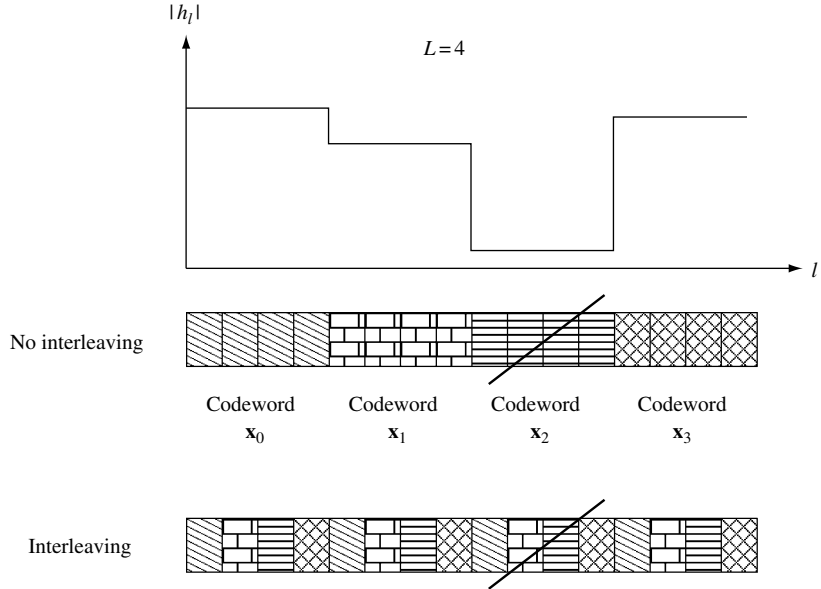 |h_l|
L = 4
l
No interleaving
Codeword Codeword Codeword Codeword
x_0 x_1 x_2 x_3
Interleaving